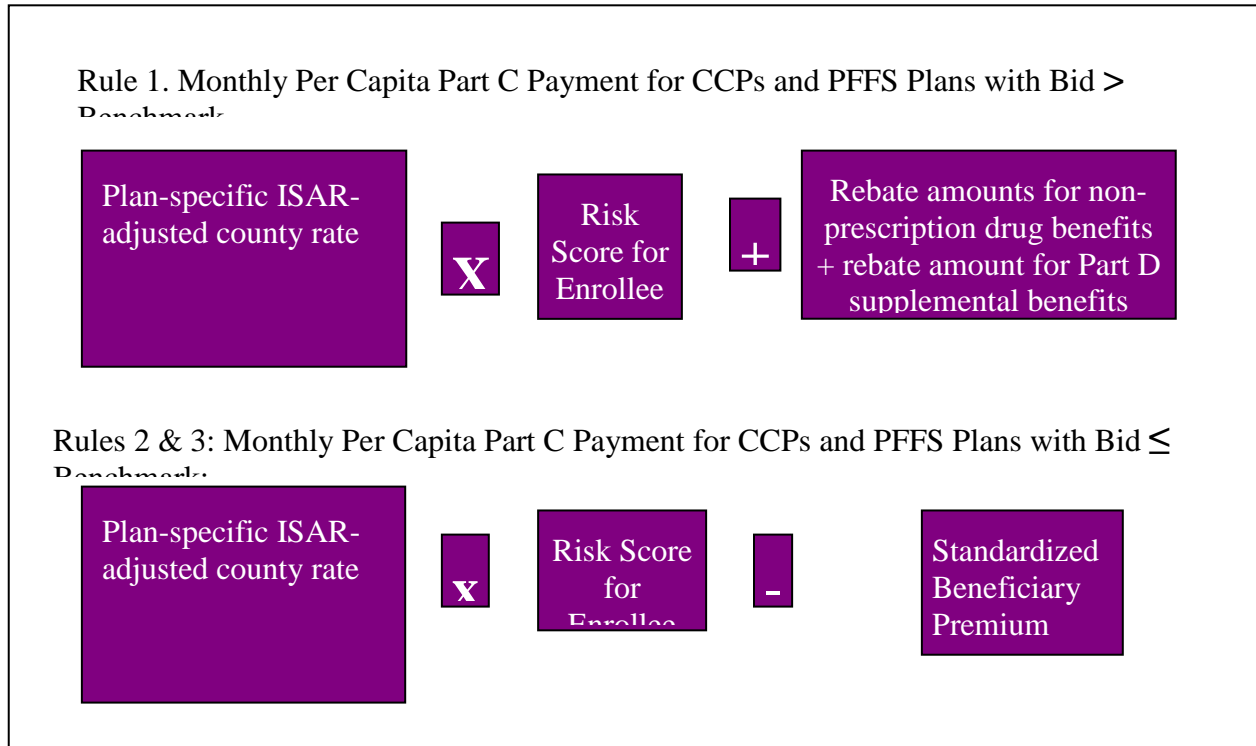 Rule 1. Monthly Per Capita Part C Payment for CCPs and PFFS Plans with Bid >
Benchmark
Plan-specific ISAR-
adjusted county rate
x
Risk
Score for
Enrollee
+
Rebate amounts for non-
prescription drug benefits
+ rebate amount for Part D
supplemental benefits
Rules 2 & 3: Monthly Per Capita Part C Payment for CCPs and PFFS Plans with Bid ≤
Benchmark:
Plan-specific ISAR-
adjusted county rate
x
Risk Score
for
Enrollee
-
Standardized
Beneficiary
Premium